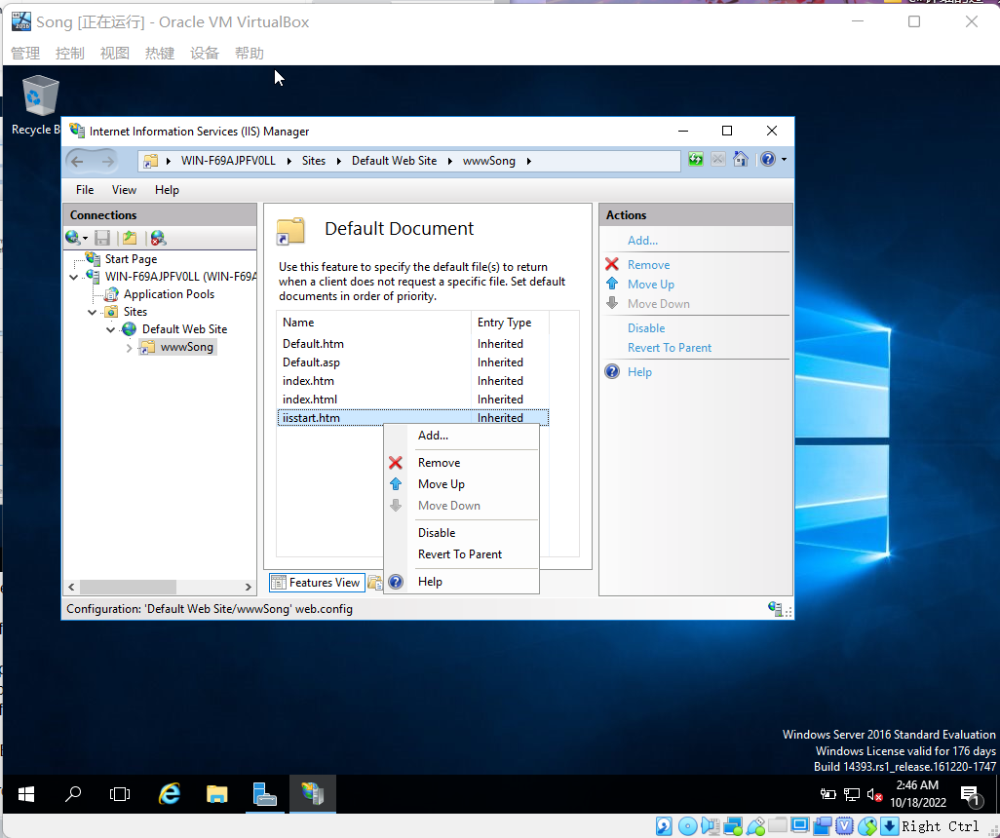 Song [正在运行] - Oracle VM VirtualBox
管理 控制 视图 热键 设备 帮助
Recycle B
Internet Information Services (IIS) Manager
WIN-F69AJPFV0LL Sites Default Web Site wwwSong
File View Help
Connections
Start Page
WIN-F69AJPFV0LL (WIN-F69A
Application Pools
Sites
Default Web Site
wwwSong
Default Document
Use this feature to specify the default file(s) to return
when a client does not request a specific file. Set default
documents in order of priority.
Name Entry Type
Default.htm Inherited
Default.asp Inherited
index.htm Inherited
index.html Inherited
iisstart.htm Inherited
Add...
Remove
Move Up
Move Down
Disable
Revert To Parent
Help
Features View
Actions
Add...
Remove
Move Up
Move Down
Disable
Revert To Parent
Help
Configuration: 'Default Web Site/wwwSong' web.config
Windows Server 2016 Standard Evaluation
Windows License valid for 176 days
Build 14393.rs1_release.161220-1747
2:46 AM
10/18/2022
1
Right Ctrl